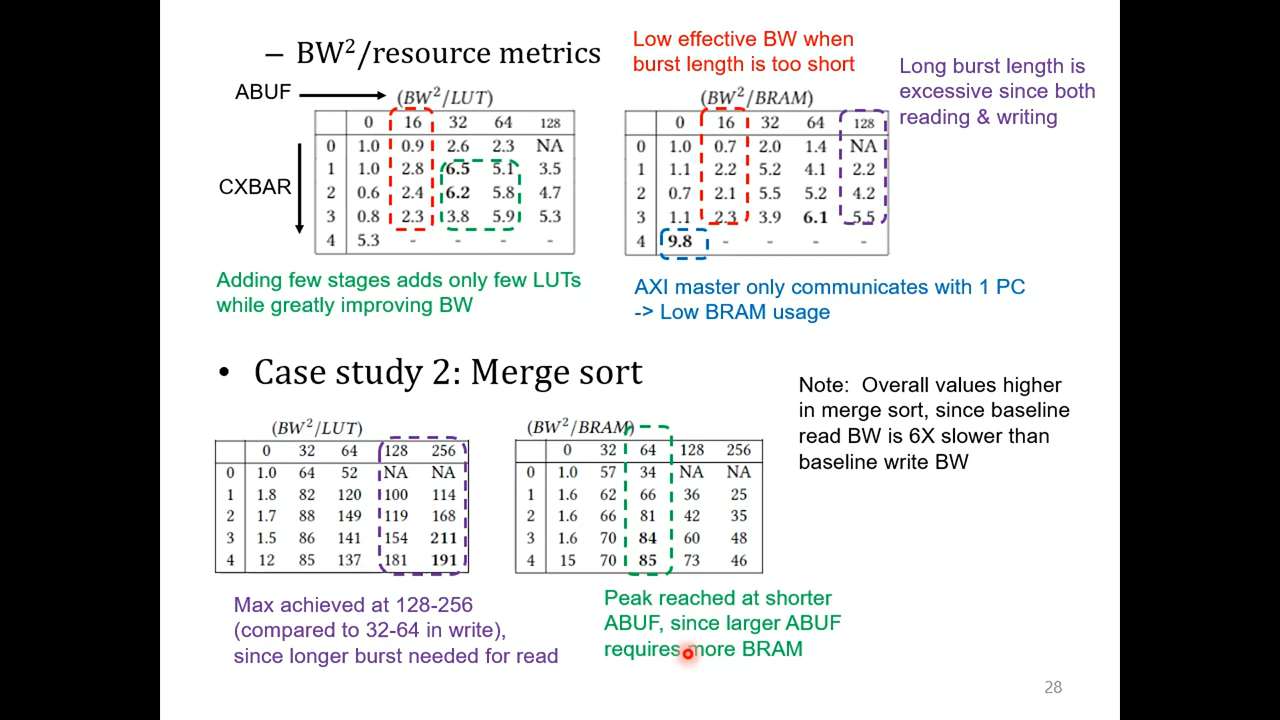 – BW²/resource metrics
Low effective BW when
burst length is too short
Long burst length is
excessive since both
reading & writing
ABUF
CXBAR
(BW²/LUT)
0 16 32 64 128
0 1.0 0.9 2.6 2.3 NA
1 1.0 2.8 6.5 5.1 3.5
2 0.6 2.4 6.2 5.8 4.7
3 0.8 2.3 3.8 5.9 5.3
4 5.3 - - - -
(BW²/BRAM)
0 16 32 64 128
0 1.0 0.7 2.0 1.4 NA
1 1.1 2.2 5.2 4.1 2.2
2 0.7 2.1 5.5 5.2 4.2
3 1.1 2.3 3.9 6.1 5.5
4 9.8 - - - -
Adding few stages adds only few LUTs
while greatly improving BW
AXI master only communicates with 1 PC
-> Low BRAM usage
• Case study 2: Merge sort
Note: Overall values higher
in merge sort, since baseline
read BW is 6X slower than
baseline write BW
(BW²/LUT)
0 32 64 128 256
0 1.0 64 52 NA NA
1 1.8 82 120 100 114
2 1.7 88 149 119 168
3 1.5 86 141 154 211
4 12 85 137 181 191
(BW²/BRAM)
0 32 64 128 256
0 1.0 57 34 NA NA
1 1.6 62 66 36 25
2 1.6 66 81 42 35
3 1.6 70 84 60 48
4 15 70 85 73 46
Max achieved at 128-256
(compared to 32-64 in write),
since longer burst needed for read
Peak reached at shorter
ABUF, since larger ABUF
requires more BRAM
28